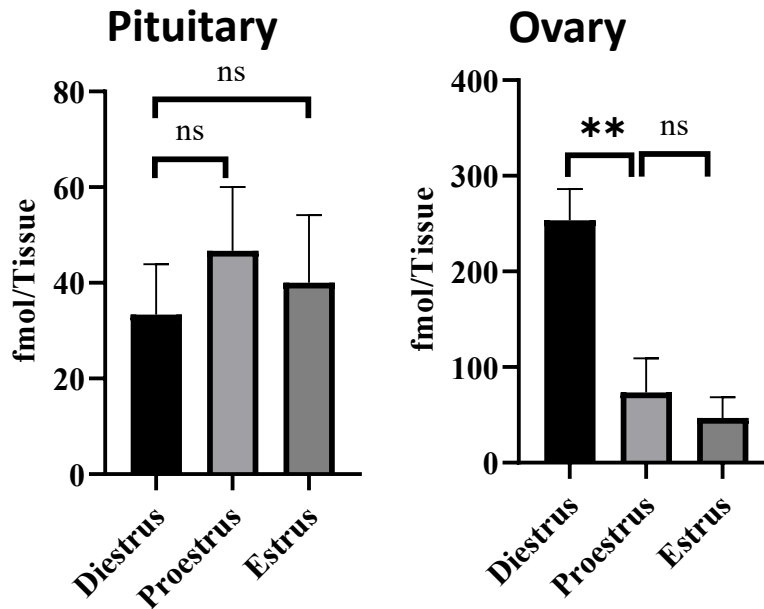 Pituitary
ns
ns
80
60
40
20
0
fmol/Tissue
Diestrus
Proestrus
Estrus
Ovary
**
ns
400
300
200
100
0
fmol/Tissue
Diestrus
Proestrus
Estrus